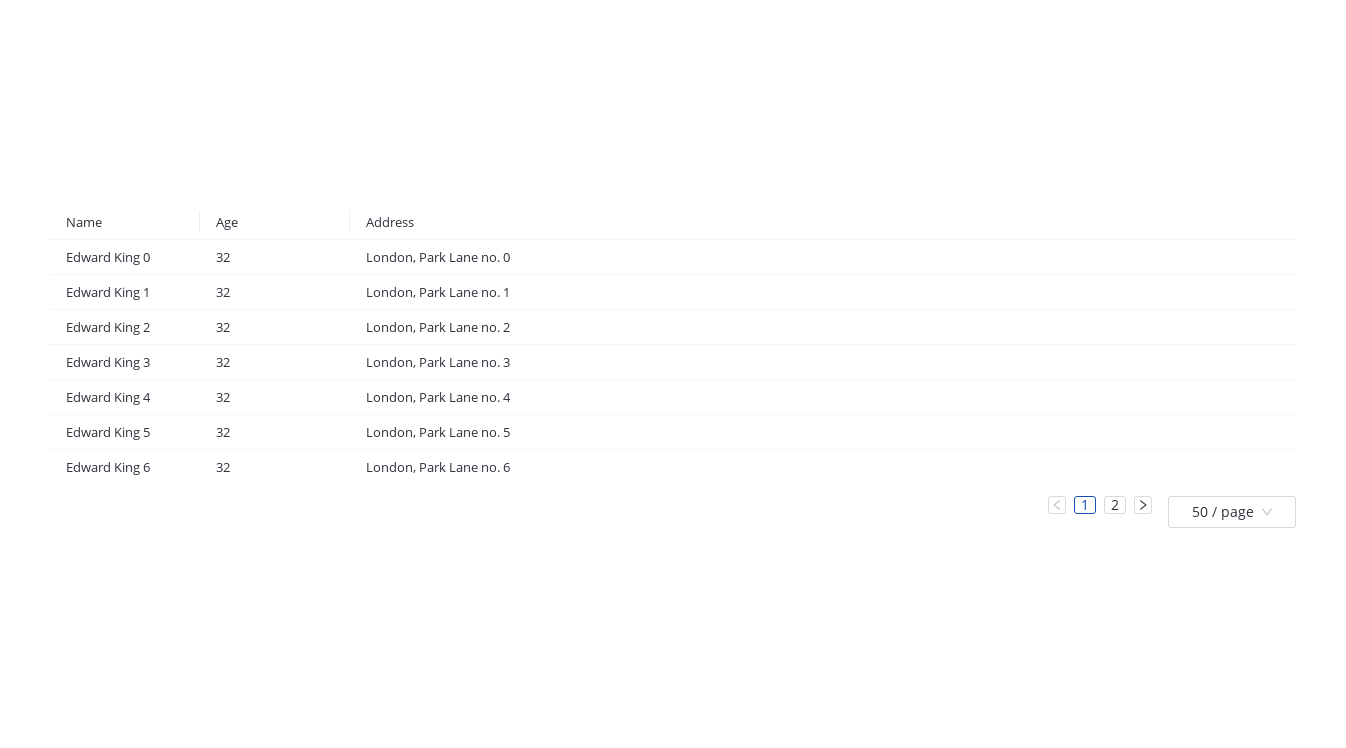 Name Age Address
Edward King 0 32 London, Park Lane no. 0
Edward King 1 32 London, Park Lane no. 1
Edward King 2 32 London, Park Lane no. 2
Edward King 3 32 London, Park Lane no. 3
Edward King 4 32 London, Park Lane no. 4
Edward King 5 32 London, Park Lane no. 5
Edward King 6 32 London, Park Lane no. 6
1 2 50 / page